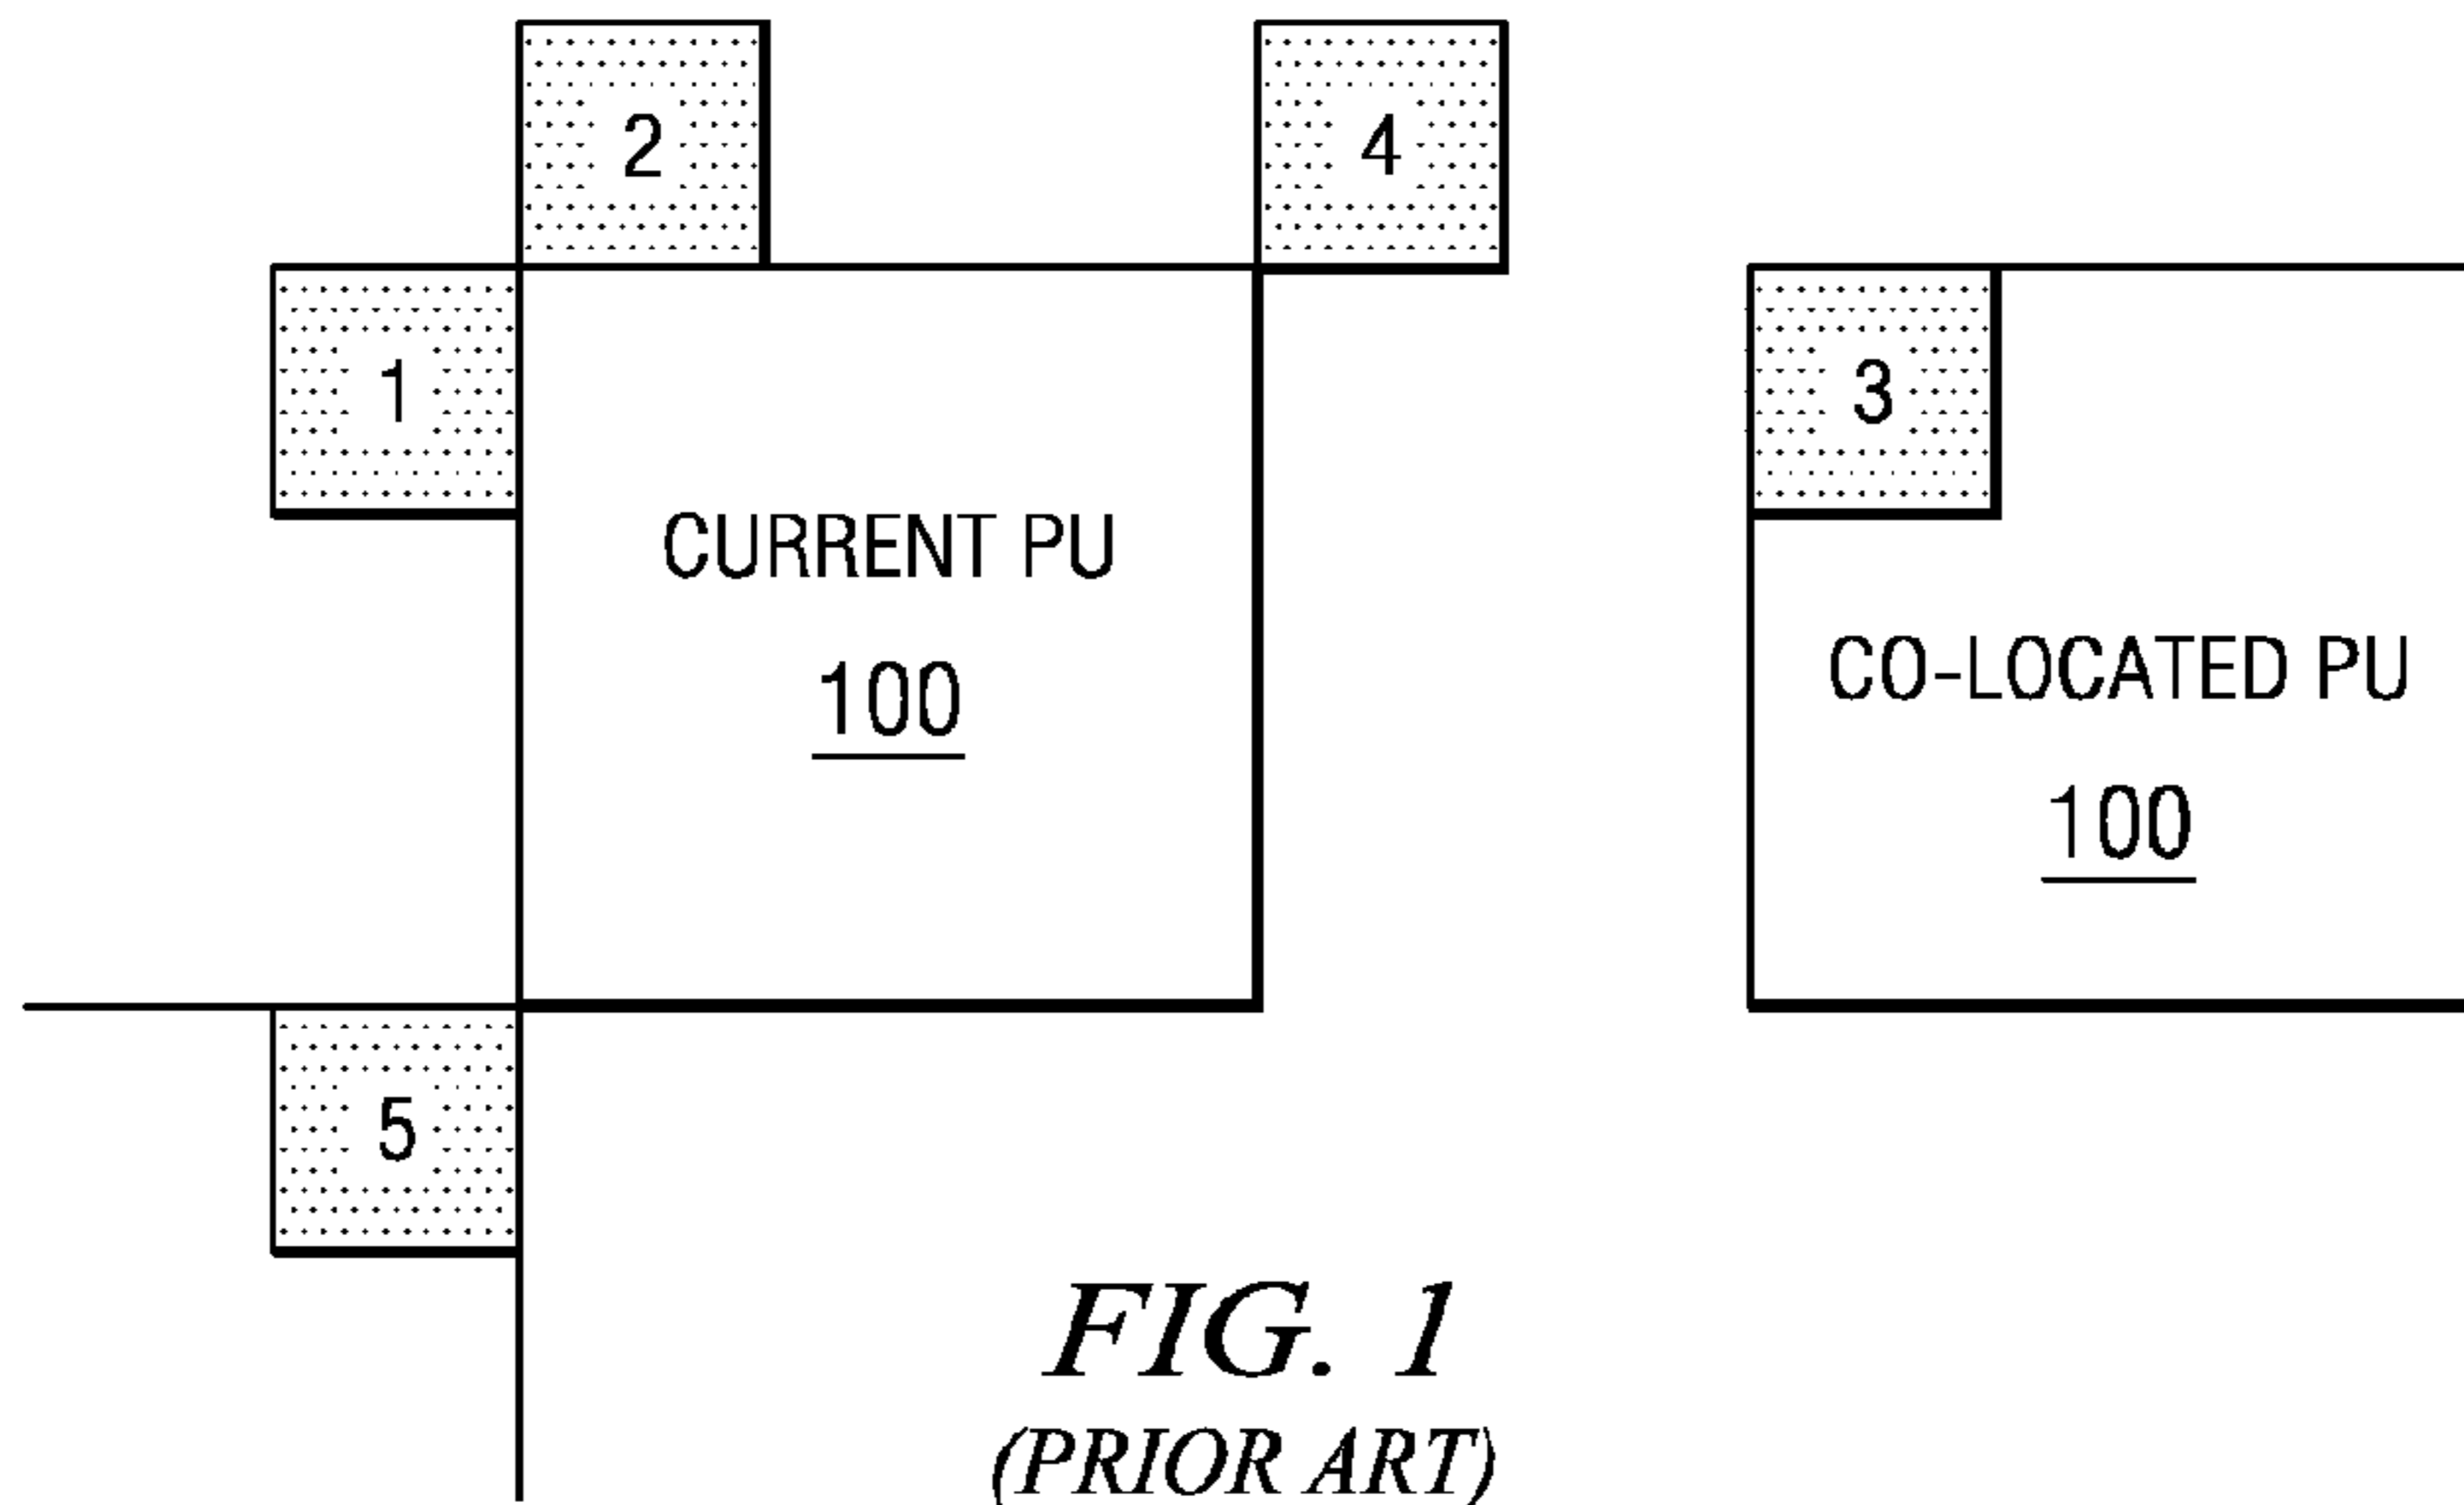 2
4
1
3
CURRENT PU
100
CO-LOCATED PU
100
5
FIG. 1
(PRIOR ART)